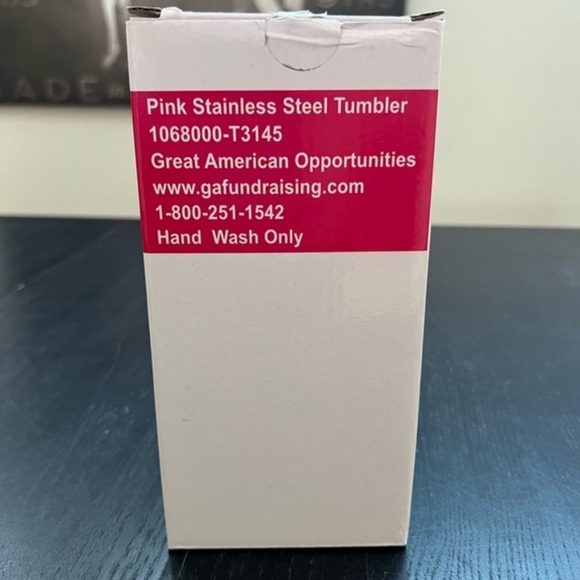 ADE
Pink Stainless Steel Tumbler
1068000-T3145
Great American Opportunities
www.gafundraising.com
1-800-251-1542
Hand Wash Only